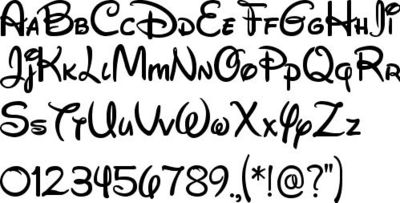 AaBbCcDdEeFfGgHhIi
JjKkLlMmNnOoPpQqRr
SsTtUuVvWwXxYyZz
0123456789.,(*!@?")